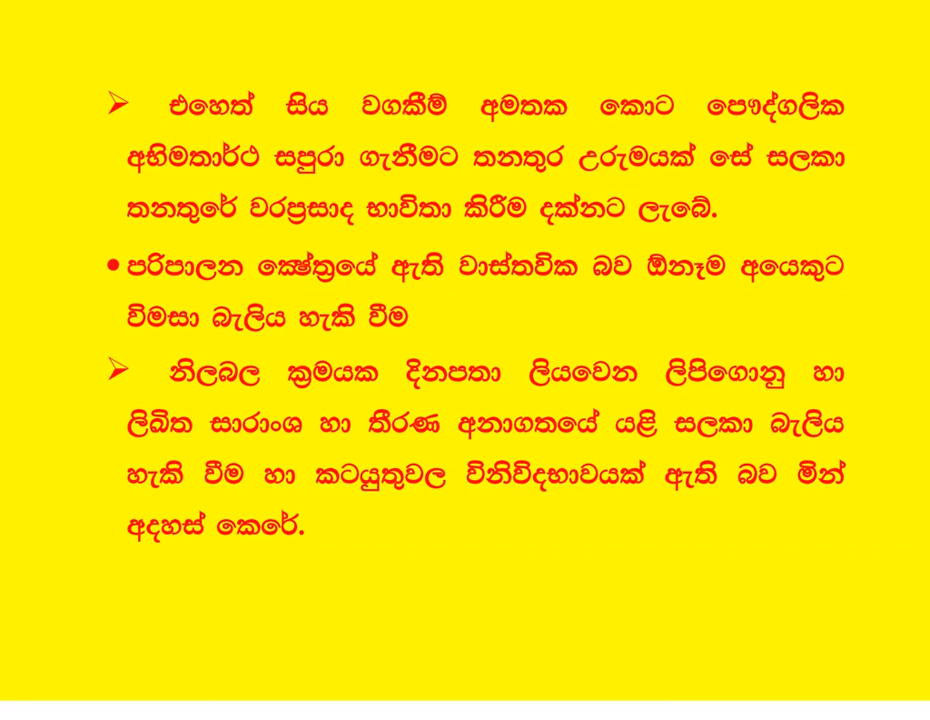 ➢ එහෙත් සිය වගකීම් අමතක කොට පෞද්ගලික
අභිමතාර්ථ සපුරා ගැනීමට තනතුර උරුමයක් සේ සලකා
තනතුරේ වරප්‍රසාද භාවිතා කිරීම දක්නට ලැබේ.
• පරිපාලන ක්‍ෂේත්‍රයේ ඇති වාස්තවික බව ඕනෑම අයෙකුට
විමසා බැලිය හැකි වීම
➢ නිලබල ක්‍රමයක දිනපතා ලියවෙන ලිපිගොනු හා
ලිඛිත සාරාංශ හා තීරණ අනාගතයේ යළි සලකා බැලිය
හැකි වීම හා කටයුතුවල විනිවිදභාවයක් ඇති බව මින්
අදහස් කෙරේ.